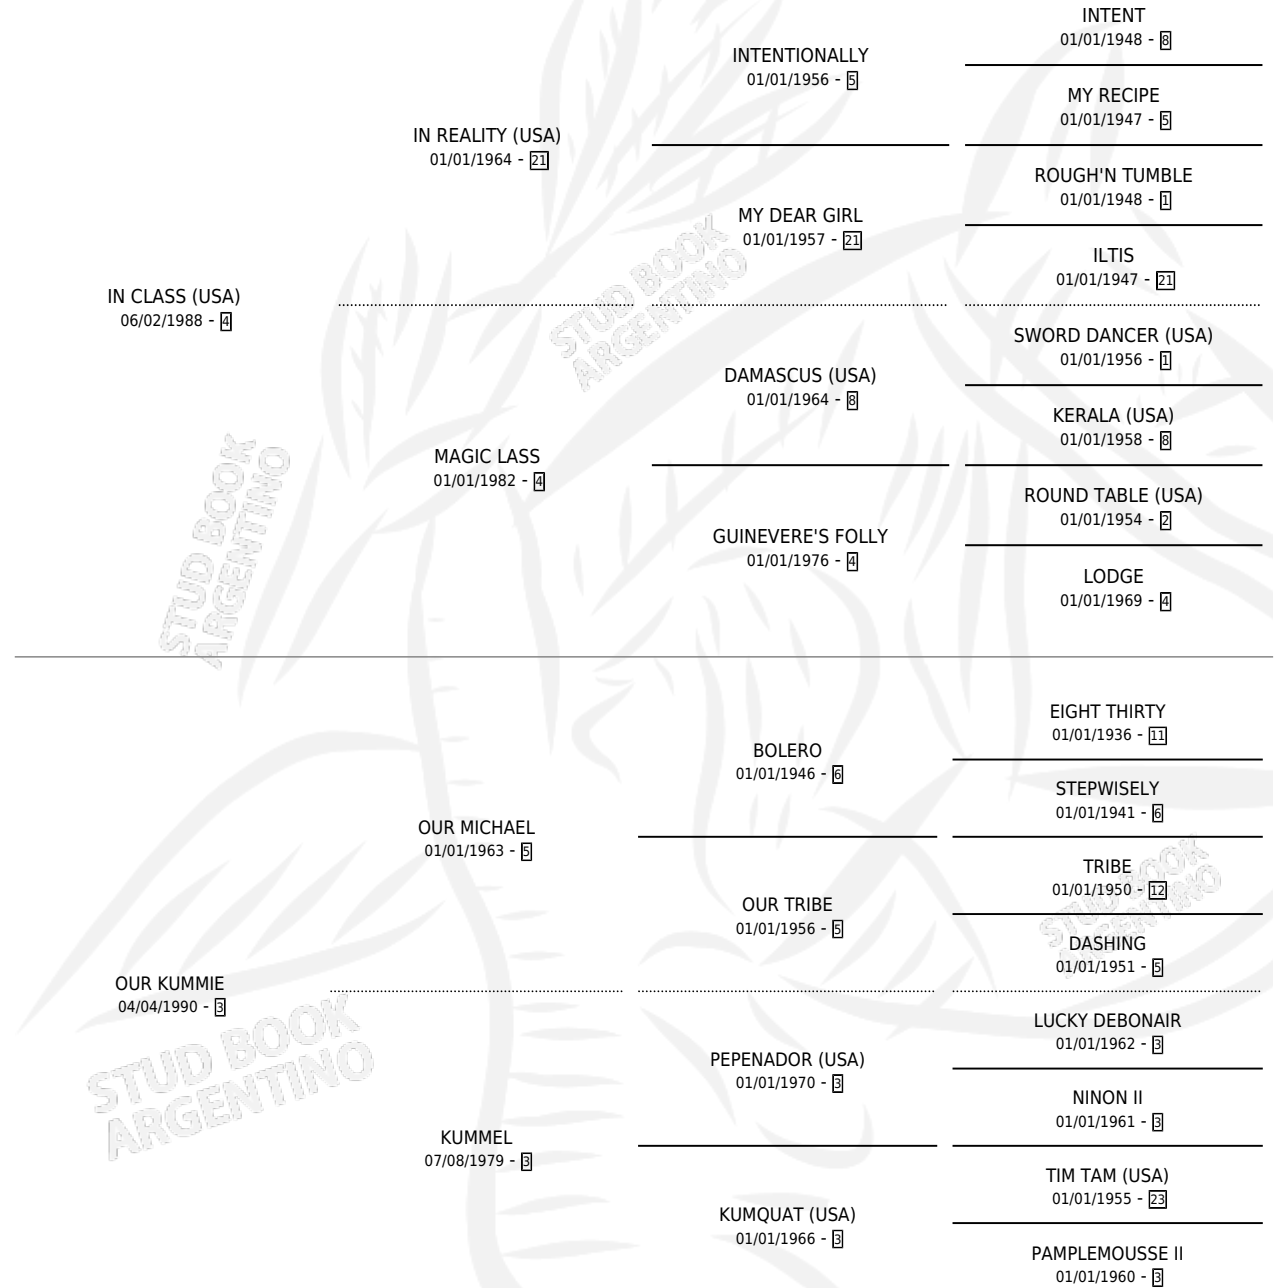 INTENT
01/01/1948 - 8
INTENTIONALLY
01/01/1956 - 5
MY RECIPE
01/01/1947 - 5
IN REALITY (USA)
01/01/1964 - 21
ROUGH'N TUMBLE
01/01/1948 - 1
MY DEAR GIRL
01/01/1957 - 21
ILTIS
01/01/1947 - 21
IN CLASS (USA)
06/02/1988 - 4
SWORD DANCER (USA)
01/01/1956 - 1
DAMASCUS (USA)
01/01/1964 - 8
KERALA (USA)
01/01/1958 - 8
MAGIC LASS
01/01/1982 - 4
ROUND TABLE (USA)
01/01/1954 - 2
GUINEVERE'S FOLLY
01/01/1976 - 4
LODGE
01/01/1969 - 4
EIGHT THIRTY
01/01/1936 - 11
BOLERO
01/01/1946 - 6
STEPWISELY
01/01/1941 - 6
OUR MICHAEL
01/01/1963 - 5
TRIBE
01/01/1950 - 12
OUR TRIBE
01/01/1956 - 5
DASHING
01/01/1951 - 5
OUR KUMMIE
04/04/1990 - 3
LUCKY DEBONAIR
01/01/1962 - 3
PEPENADOR (USA)
01/01/1970 - 3
NINON II
01/01/1961 - 3
KUMMEL
07/08/1979 - 3
TIM TAM (USA)
01/01/1955 - 23
KUMQUAT (USA)
01/01/1966 - 3
PAMPLEMOUSSE II
01/01/1960 - 3
STUD BOOK
ARGENTINO
STUD BOOK
ARGENTINO
STUD BOOK
ARGENTINO
STUD BOOK
ARGENTINO